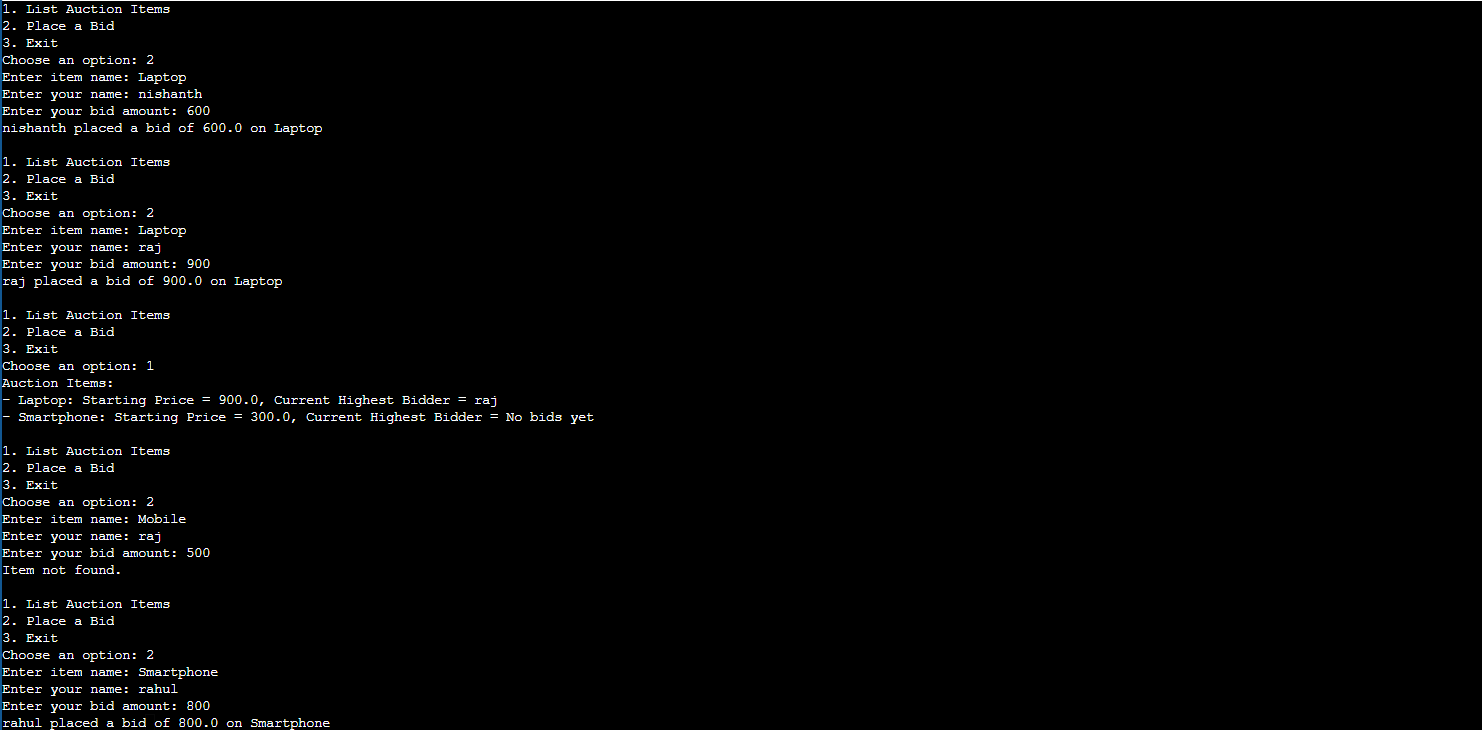 1. List Auction Items
2. Place a Bid
3. Exit
Choose an option: 2
Enter item name: Laptop
Enter your name: nishanth
Enter your bid amount: 600
nishanth placed a bid of 600.0 on Laptop

1. List Auction Items
2. Place a Bid
3. Exit
Choose an option: 2
Enter item name: Laptop
Enter your name: raj
Enter your bid amount: 900
raj placed a bid of 900.0 on Laptop

1. List Auction Items
2. Place a Bid
3. Exit
Choose an option: 1
Auction Items:
- Laptop: Starting Price = 900.0, Current Highest Bidder = raj
- Smartphone: Starting Price = 300.0, Current Highest Bidder = No bids yet

1. List Auction Items
2. Place a Bid
3. Exit
Choose an option: 2
Enter item name: Mobile
Enter your name: raj
Enter your bid amount: 500
Item not found.

1. List Auction Items
2. Place a Bid
3. Exit
Choose an option: 2
Enter item name: Smartphone
Enter your name: rahul
Enter your bid amount: 800
rahul placed a bid of 800.0 on Smartphone